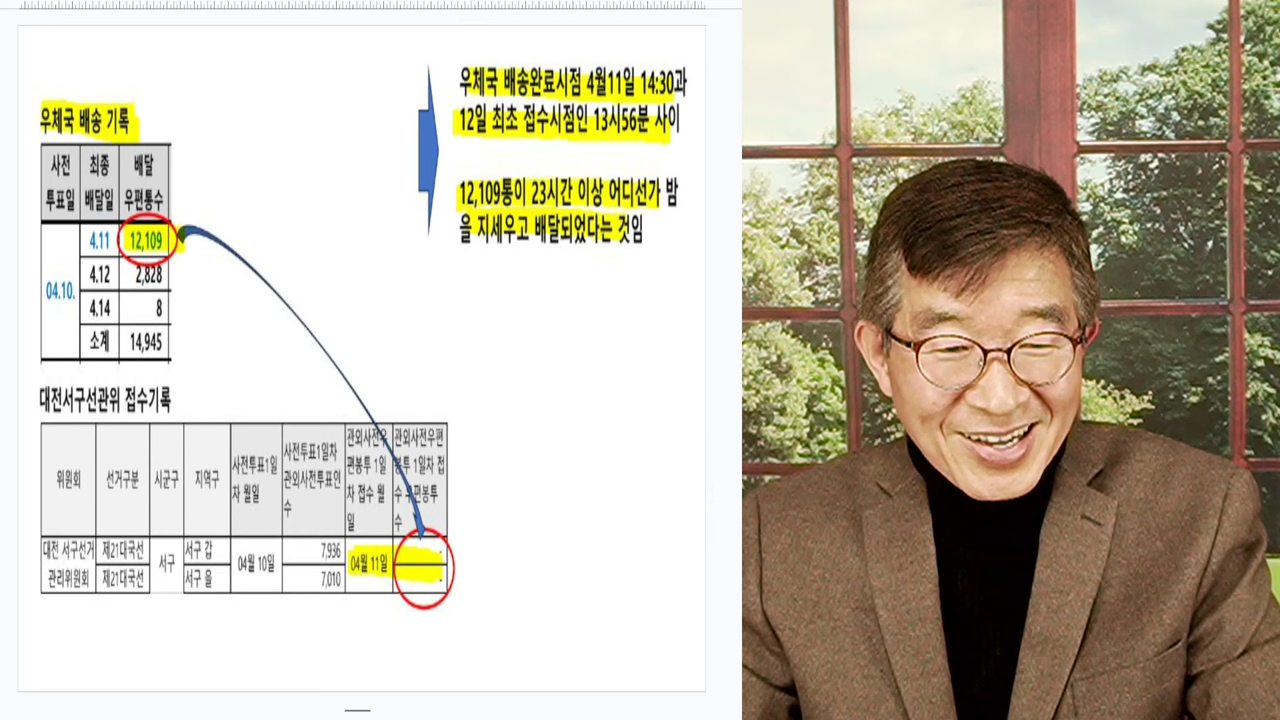 우체국 배송완료시점 4월11일 14:30과
12일 최초 접수시점인 13시56분 사이
12,109통이 23시간 이상 어디선가 밤
을 지세우고 배달되었다는 것임
우체국 배송 기록
사전 최종 배달
투표일 배달일 우편통수
4.11 12,109
04.10. 4.12 2,828
4.14 8
소계 14,945
대전서구선관위 접수기록
위원회 선거구분 시군구 지역구 사전투표1일차 월일 사전투표1일차 관외사전투표인수 관외사전우편봉투 1일차 접수 월일 관외사전우편봉투 1일차 접수 우편봉투수
대전 서구선거 제21대국선 서구 서구 갑 04월 10일 7,936 04월 11일 -
관리위원회 제21대국선 서구 을 7,010 -